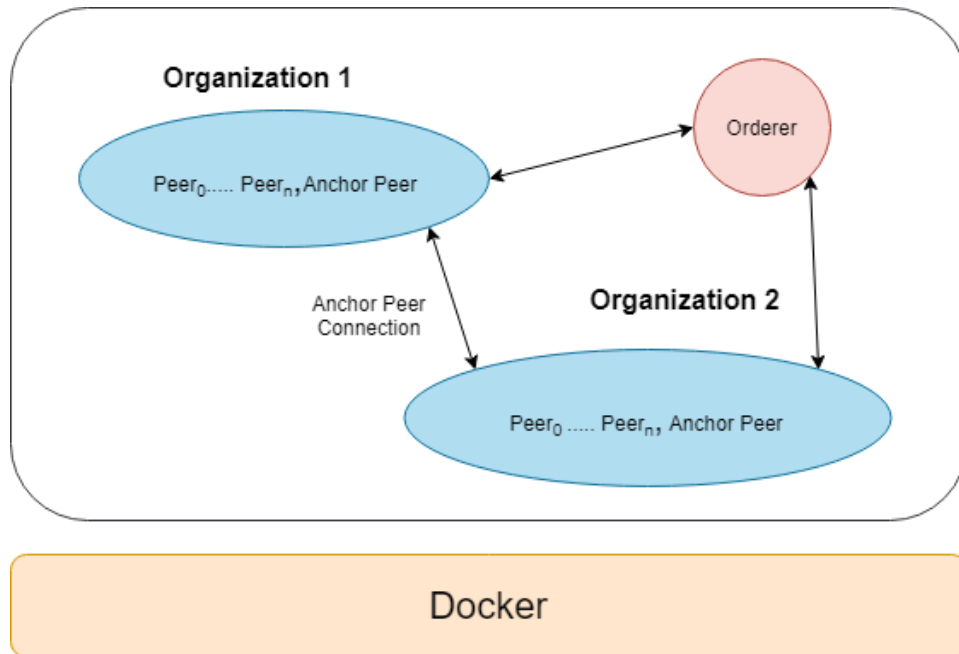 Organization 1
Orderer
Peer₀..... Peerₙ, Anchor Peer
Anchor Peer
Connection
Organization 2
Peer₀ ..... Peerₙ, Anchor Peer
Docker